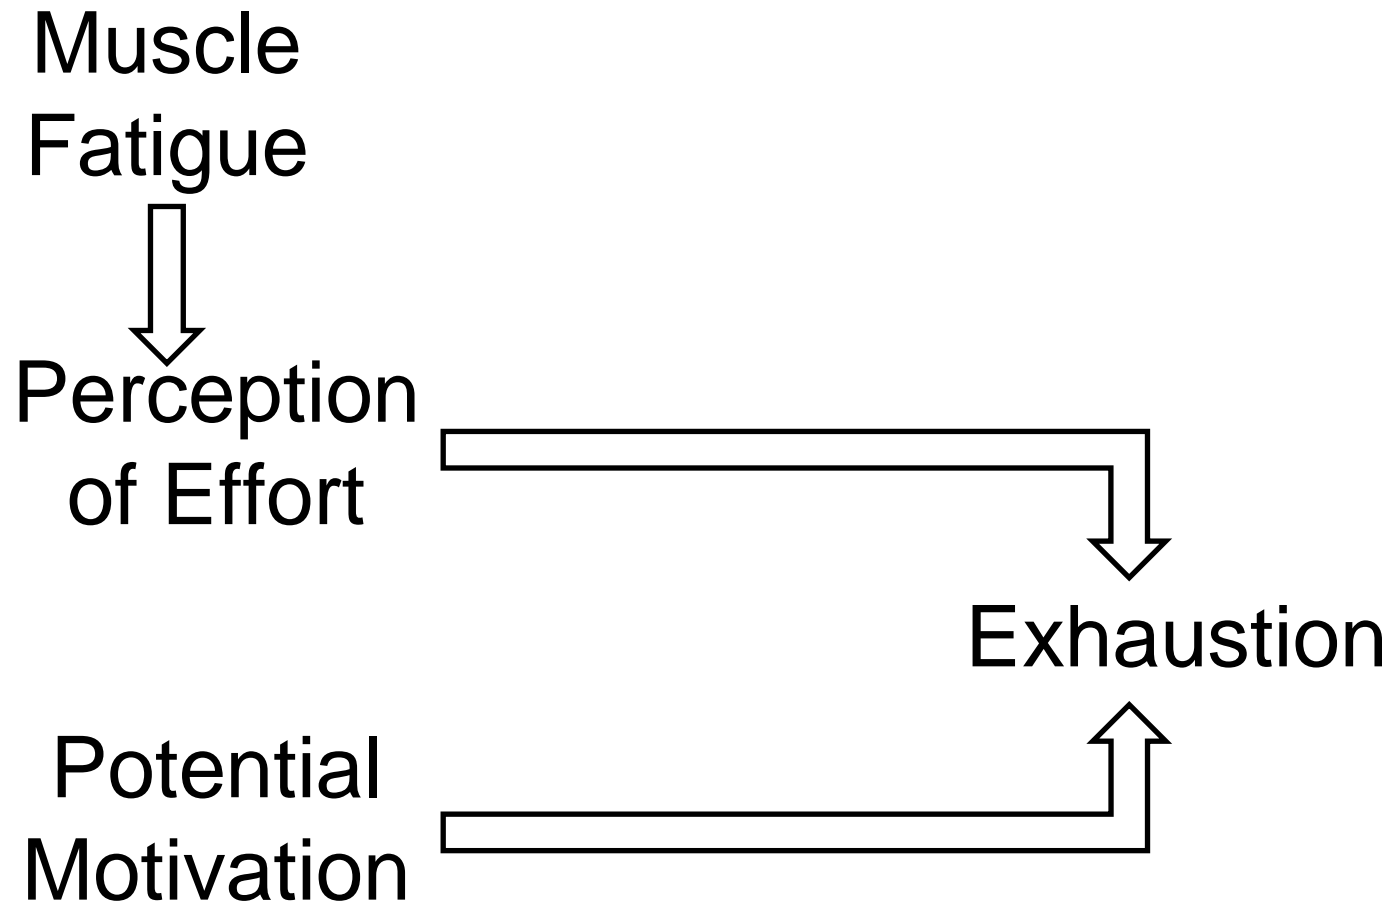 Muscle
Fatigue
Perception
of Effort
Exhaustion
Potential
Motivation